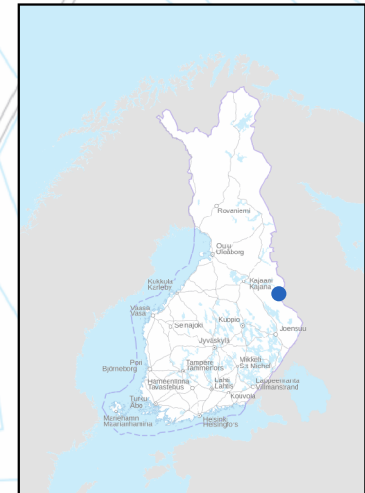 Rovaniemi
Oulu
Uleåborg
Kajaani
Kajana
Kokkola
Karleby
Vaasa
Vasa
Seinäjoki
Kuopio
Joensuu
Jyväskylä
Pori
Björneborg
Tampere
Tammerfors
Mikkeli
S:t Michel
Hämeenlinna
Tavastehus
Lahti
Lahtis
Lappeenranta
Villmanstrand
Kouvola
Turku
Åbo
Helsinki
Helsingfors
Maarianhamina